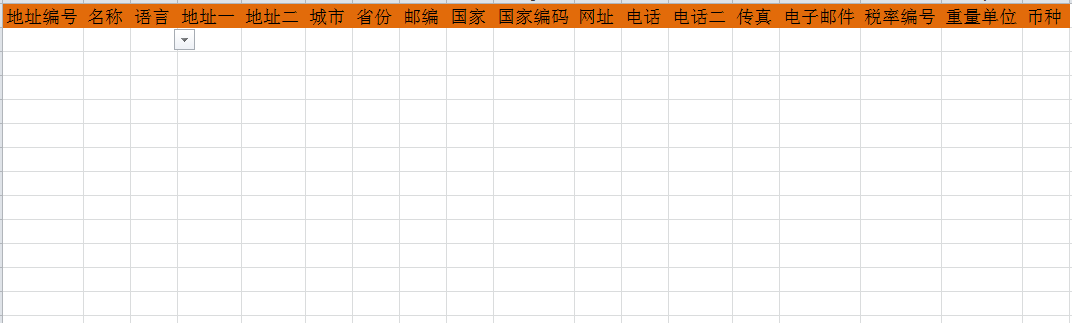 地址编号 名称 语言 地址一 地址二 城市 省份 邮编 国家 国家编码 网址 电话 电话二 传真 电子邮件 税率编号 重量单位 币种